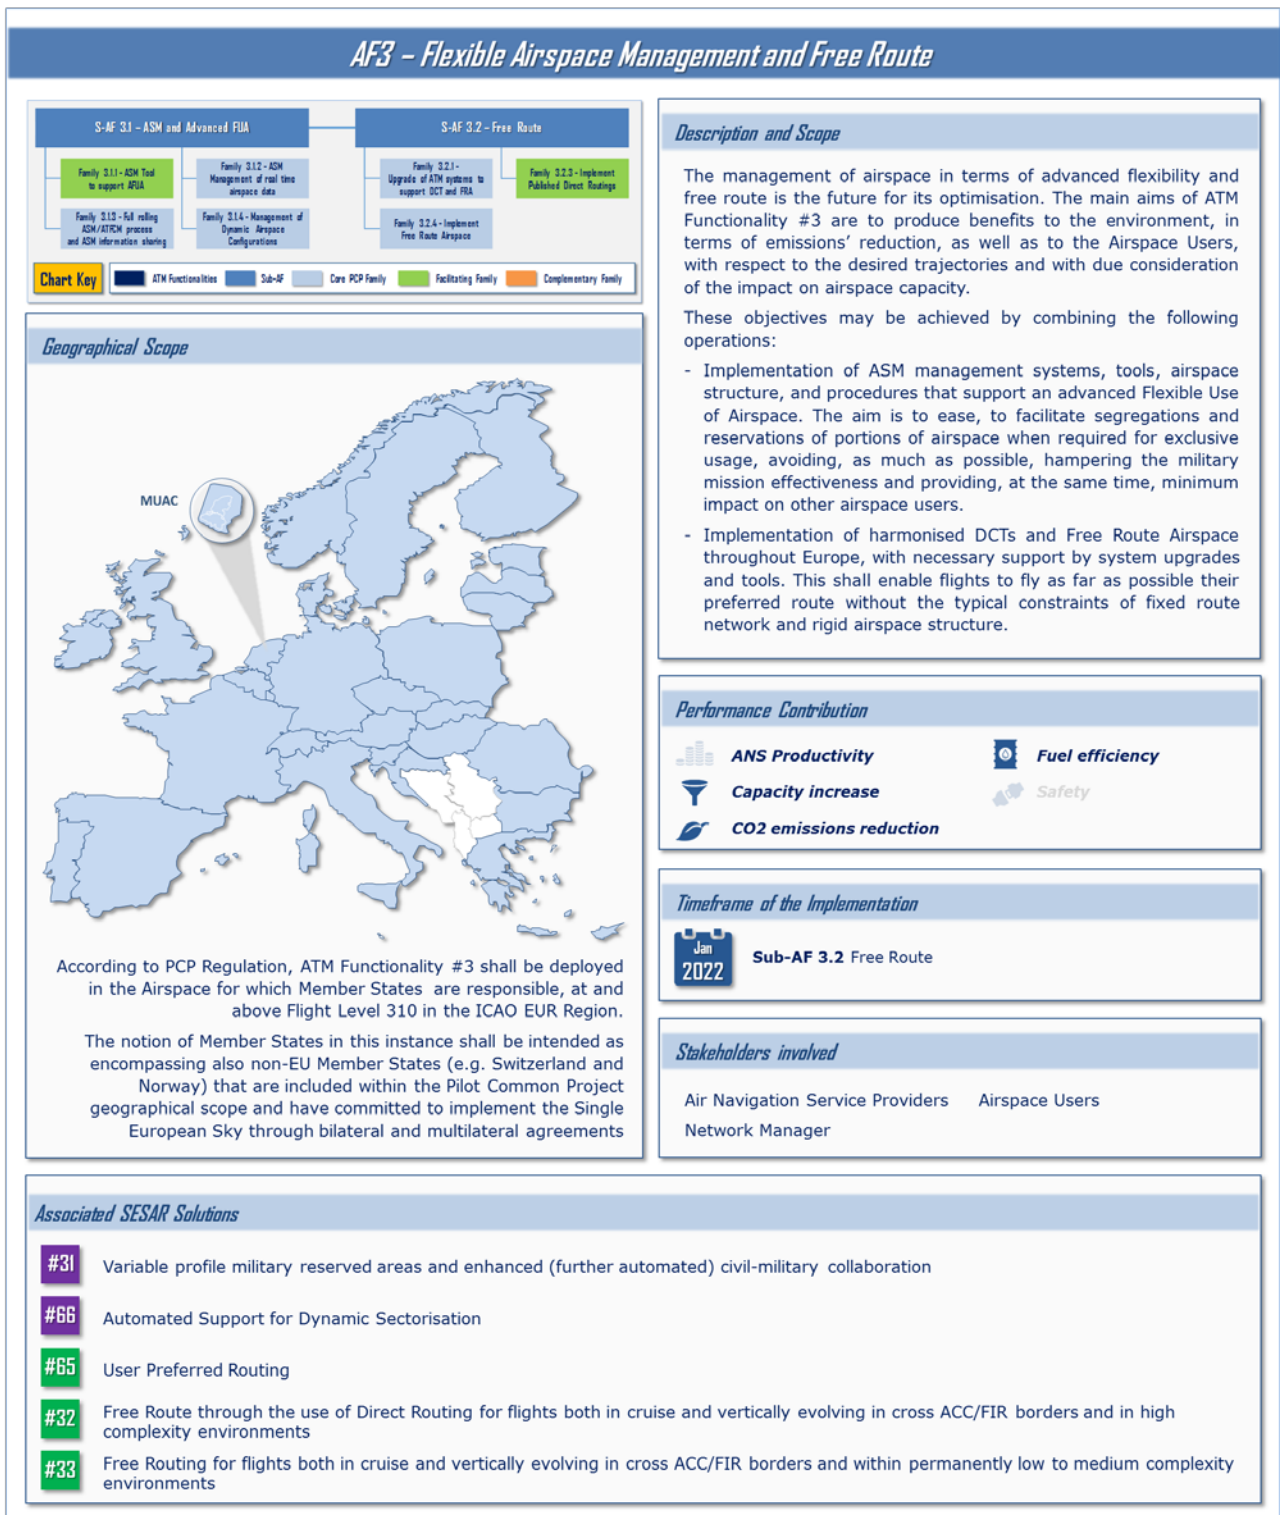 AF3 – Flexible Airspace Management and Free Route
S-AF 3.1 – ASM and Advanced FUA
S-AF 3.2 – Free Route
Family 3.1.1 - ASM Tool
to support AFUA
Family 3.1.2 - ASM
Management of real time
airspace data
Family 3.2.1 -
Upgrade of ATM systems to
support DCT and FRA
Family 3.2.3 - Implement
Published Direct Routings
Family 3.1.3 - Full rolling
ASM/ATFCM process
and ASM information sharing
Family 3.1.4 - Management of
Dynamic Airspace
Configurations
Family 3.2.4 - Implement
Free Route Airspace
Chart Key
ATM Functionalities
Sub-AF
Core PCP Family
Facilitating Family
Complementary Family
Geographical Scope
MUAC
According to PCP Regulation, ATM Functionality #3 shall be deployed
in the Airspace for which Member States are responsible, at and
above Flight Level 310 in the ICAO EUR Region.
The notion of Member States in this instance shall be intended as
encompassing also non-EU Member States (e.g. Switzerland and
Norway) that are included within the Pilot Common Project
geographical scope and have committed to implement the Single
European Sky through bilateral and multilateral agreements
Description and Scope
The management of airspace in terms of advanced flexibility and
free route is the future for its optimisation. The main aims of ATM
Functionality #3 are to produce benefits to the environment, in
terms of emissions' reduction, as well as to the Airspace Users,
with respect to the desired trajectories and with due consideration
of the impact on airspace capacity.
These objectives may be achieved by combining the following
operations:
- Implementation of ASM management systems, tools, airspace
structure, and procedures that support an advanced Flexible Use
of Airspace. The aim is to ease, to facilitate segregations and
reservations of portions of airspace when required for exclusive
usage, avoiding, as much as possible, hampering the military
mission effectiveness and providing, at the same time, minimum
impact on other airspace users.
- Implementation of harmonised DCTs and Free Route Airspace
throughout Europe, with necessary support by system upgrades
and tools. This shall enable flights to fly as far as possible their
preferred route without the typical constraints of fixed route
network and rigid airspace structure.
Performance Contribution
ANS Productivity
Fuel efficiency
Capacity increase
Safety
CO2 emissions reduction
Timeframe of the Implementation
Jan
2022
Sub-AF 3.2 Free Route
Stakeholders involved
Air Navigation Service Providers
Airspace Users
Network Manager
Associated SESAR Solutions
#31
Variable profile military reserved areas and enhanced (further automated) civil-military collaboration
#66
Automated Support for Dynamic Sectorisation
#65
User Preferred Routing
#32
Free Route through the use of Direct Routing for flights both in cruise and vertically evolving in cross ACC/FIR borders and in high
complexity environments
#33
Free Routing for flights both in cruise and vertically evolving in cross ACC/FIR borders and within permanently low to medium complexity
environments